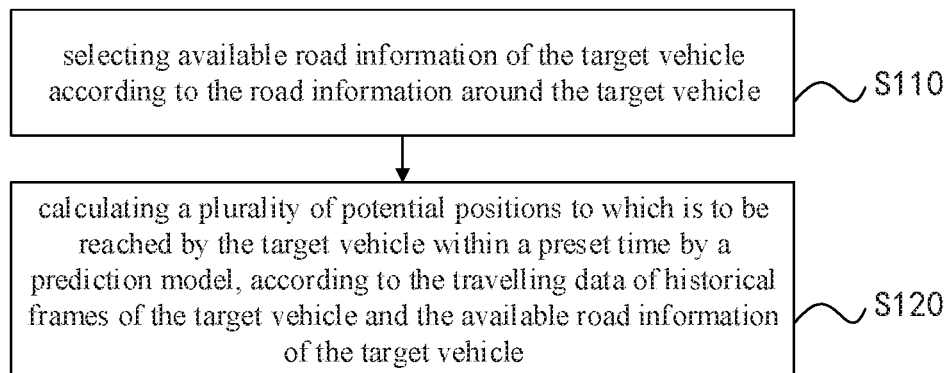 selecting available road information of the target vehicle
according to the road information around the target vehicle
S110
calculating a plurality of potential positions to which is to be
reached by the target vehicle within a preset time by a
prediction model, according to the travelling data of historical
frames of the target vehicle and the available road information
of the target vehicle
S120